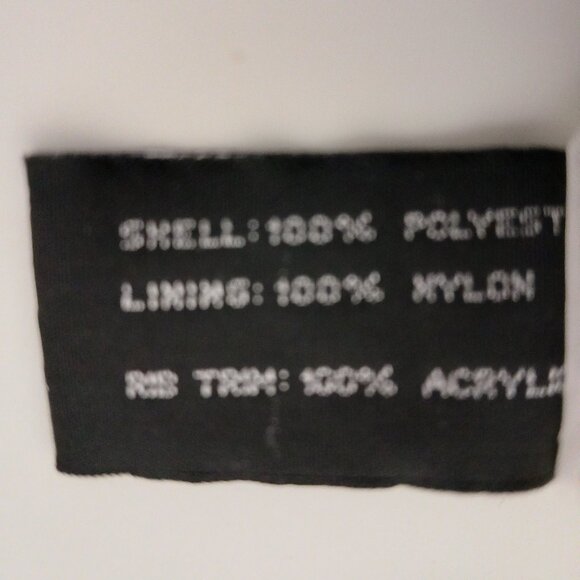 SHELL: 100% POLYEST
LINING: 100% NYLON
RIB TRIM: 100% ACRYLI